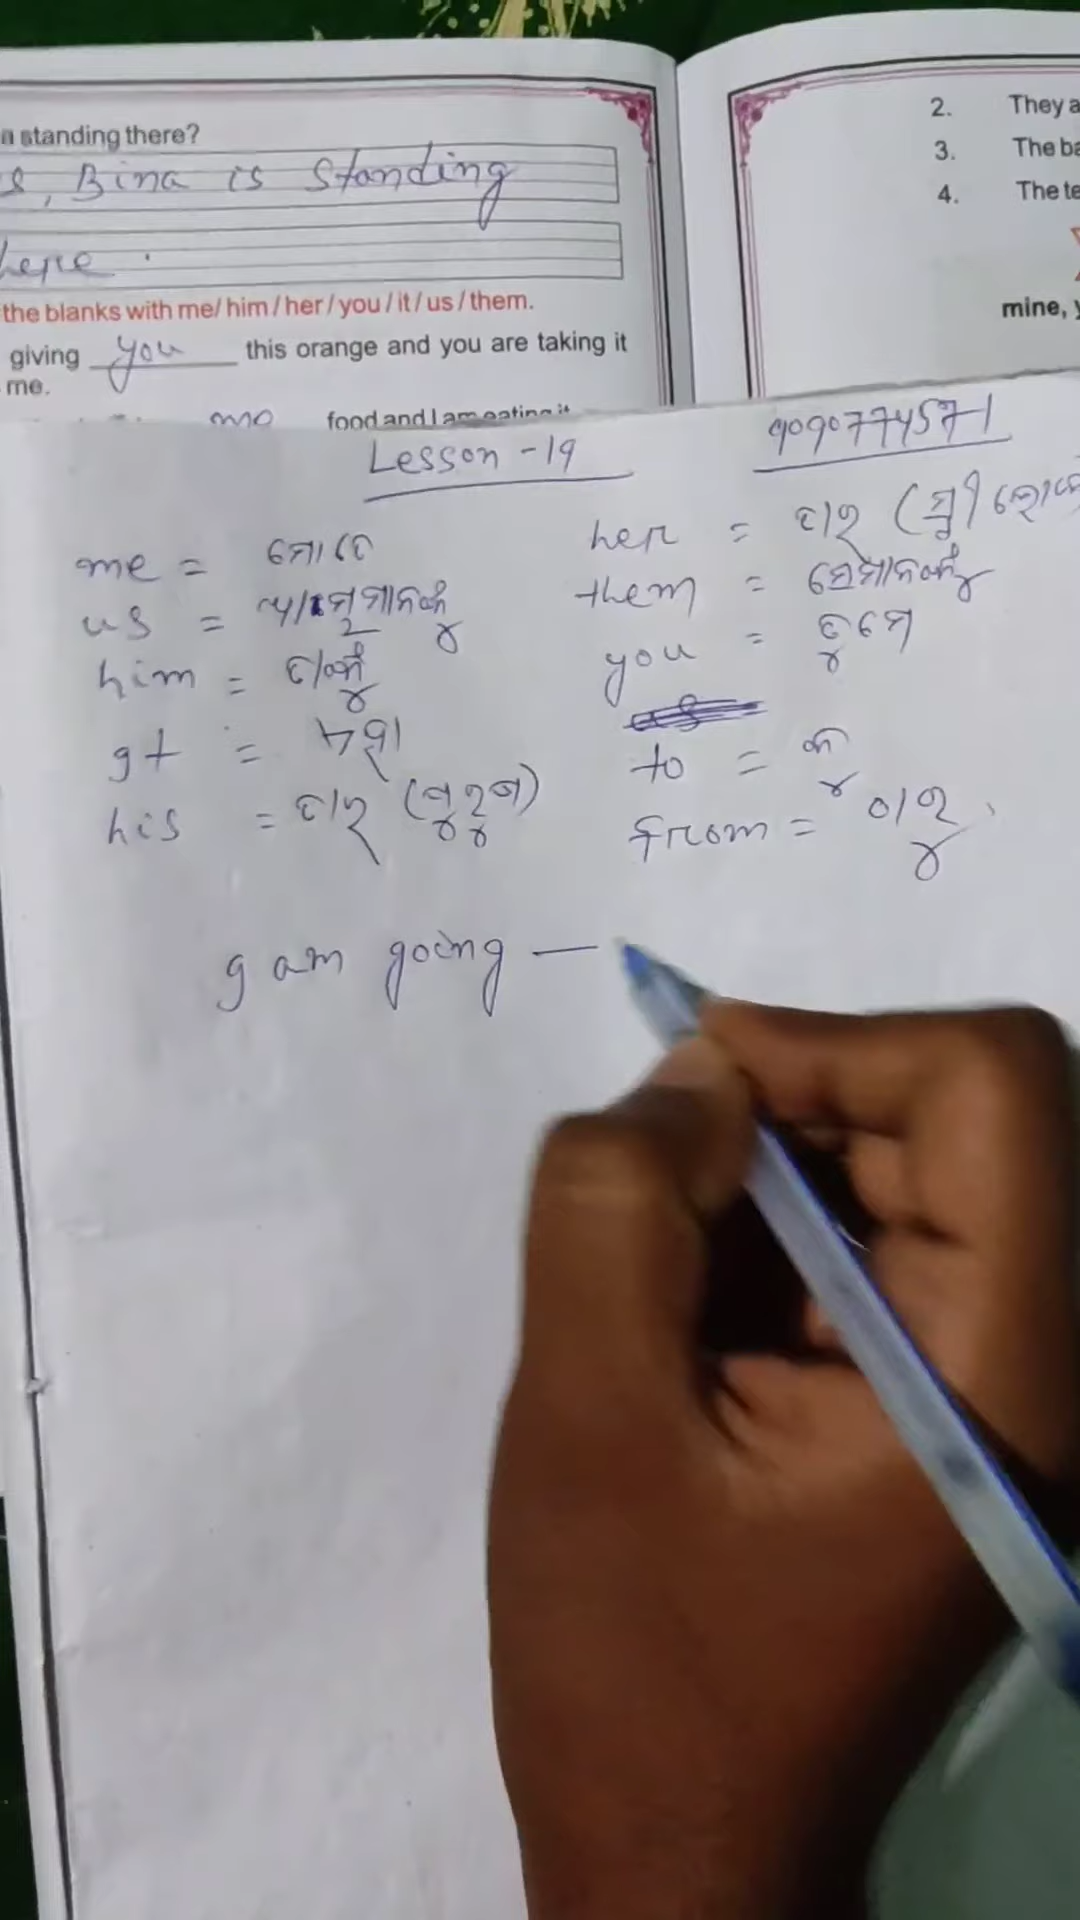 a standing there?
s, Bina is standing
here.
the blanks with me/ him / her / you / it / us / them.
giving you this orange and you are taking it
me.
me food and I am eating it
2. They a
3. The ba
4. The te
mine, y
Lesson - 19
9090774571
me = ମୋତେ
us = ଆମ୍ଭମାନଙ୍କୁ
him = ତାଙ୍କୁ
It = ଏହା
his = ତାର (ପୁରୁଷ)
her = ତାର (ସ୍ତ୍ରୀ ଲୋକ
them = ସେମାନଙ୍କୁ
you = ତୁମେ
to = କୁ
from = ଠାରୁ
I am going —